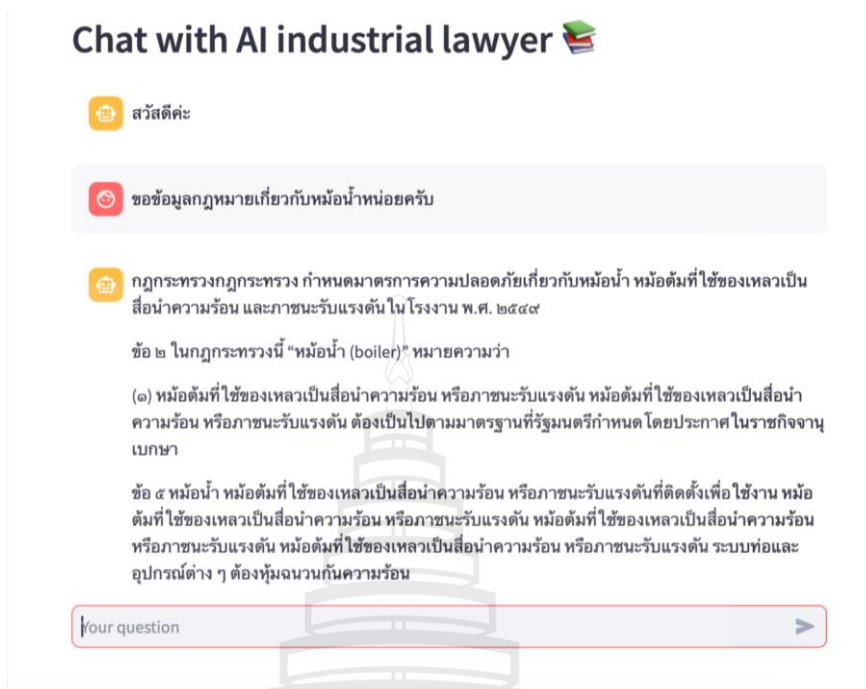 Chat with AI industrial lawyer 📚
สวัสดีค่ะ
ขอข้อมูลกฎหมายเกี่ยวกับหม้อน้ำหน่อยครับ
กฎกระทรวงกฎกระทรวง กำหนดมาตรการความปลอดภัยเกี่ยวกับหม้อน้ำ หม้อต้มที่ใช้ของเหลวเป็น
สื่อนำความร้อน และภาชนะรับแรงดัน ในโรงงาน พ.ศ. ๒๕๔๙
ข้อ ๒ ในกฎกระทรวงนี้ “หม้อน้ำ (boiler)” หมายความว่า
(๑) หม้อต้มที่ใช้ของเหลวเป็นสื่อนำความร้อน หรือภาชนะรับแรงดัน หม้อต้มที่ใช้ของเหลวเป็นสื่อนำ
ความร้อน หรือภาชนะรับแรงดัน ต้องเป็นไปตามมาตรฐานที่รัฐมนตรีกำหนด โดยประกาศในราชกิจจานุ
เบกษา
ข้อ ๕ หม้อน้ำ หม้อต้มที่ใช้ของเหลวเป็นสื่อนำความร้อน หรือภาชนะรับแรงดันที่ติดตั้งเพื่อใช้งาน หม้อ
ต้มที่ใช้ของเหลวเป็นสื่อนำความร้อน หรือภาชนะรับแรงดัน หม้อต้มที่ใช้ของเหลวเป็นสื่อนำความร้อน
หรือภาชนะรับแรงดัน หม้อต้มที่ใช้ของเหลวเป็นสื่อนำความร้อน หรือภาชนะรับแรงดัน ระบบท่อและ
อุปกรณ์ต่าง ๆ ต้องหุ้มฉนวนกันความร้อน
Your question